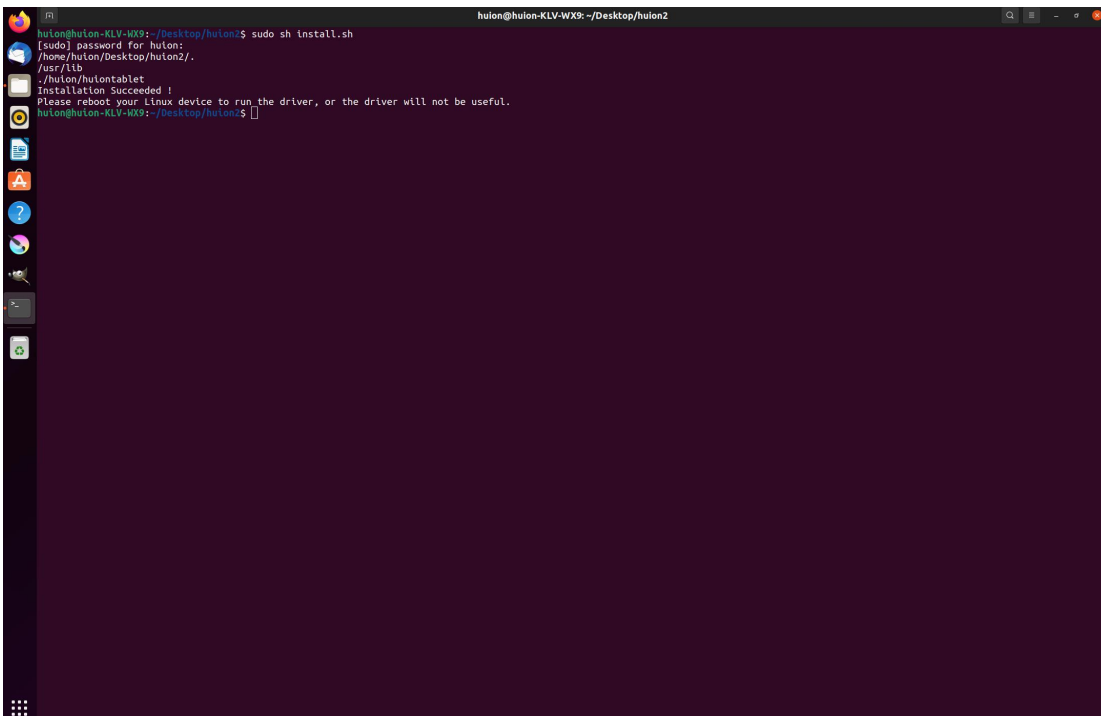 huion@huion-KLV-WX9: ~/Desktop/huion2
huion@huion-KLV-WX9:~/Desktop/huion2$ sudo sh install.sh
[sudo] password for huion:
/home/huion/Desktop/huion2/.
/usr/lib
./huion/huiontablet
Installation Succeeded !
Please reboot your Linux device to run the driver, or the driver will not be useful.
huion@huion-KLV-WX9:~/Desktop/huion2$